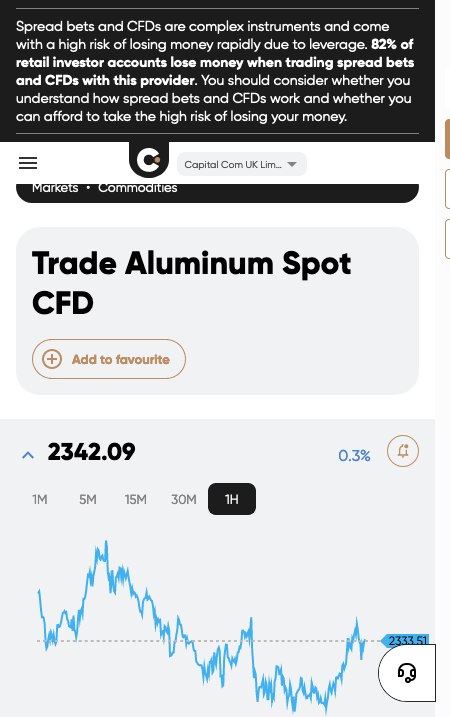 Spread bets and CFDs are complex instruments and come
with a high risk of losing money rapidly due to leverage. 82% of
retail investor accounts lose money when trading spread bets
and CFDs with this provider. You should consider whether you
understand how spread bets and CFDs work and whether you
can afford to take the high risk of losing your money.
Capital Com UK Lim...
Markets • Commodities
Trade Aluminum Spot
CFD
Add to favourite
2342.09
0.3%
1M 5M 15M 30M 1H
2333.51